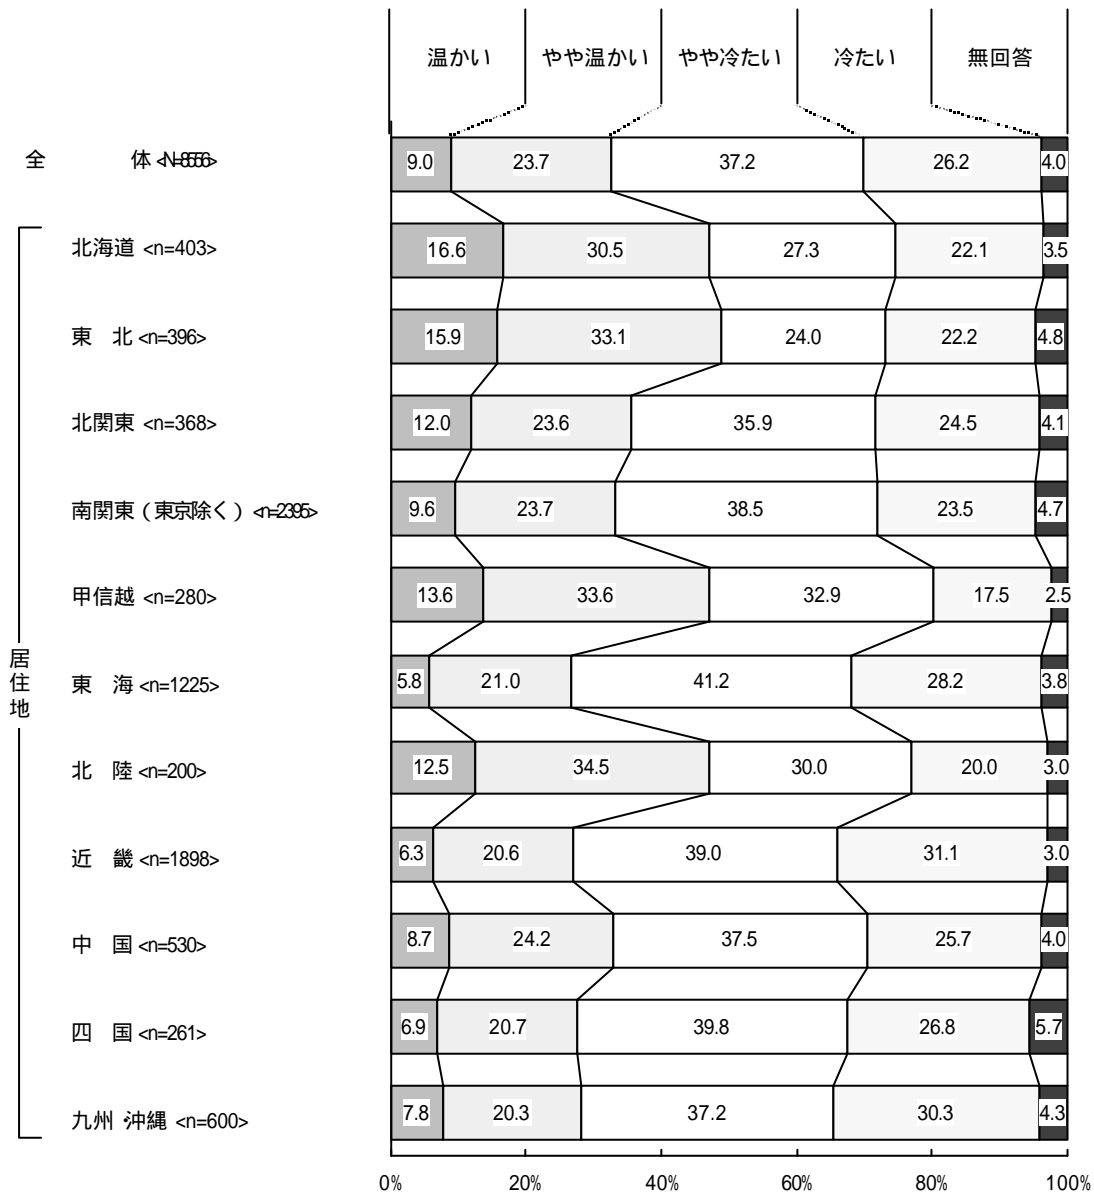 温かい やや温かい やや冷たい 冷たい 無回答
全 体 <N=8556> 9.0 23.7 37.2 26.2 4.0
居住地
北海道 <n=403> 16.6 30.5 27.3 22.1 3.5
東 北 <n=396> 15.9 33.1 24.0 22.2 4.8
北関東 <n=368> 12.0 23.6 35.9 24.5 4.1
南関東（東京除く）<n=2395> 9.6 23.7 38.5 23.5 4.7
甲信越 <n=280> 13.6 33.6 32.9 17.5 2.5
東 海 <n=1225> 5.8 21.0 41.2 28.2 3.8
北 陸 <n=200> 12.5 34.5 30.0 20.0 3.0
近 畿 <n=1898> 6.3 20.6 39.0 31.1 3.0
中 国 <n=530> 8.7 24.2 37.5 25.7 4.0
四 国 <n=261> 6.9 20.7 39.8 26.8 5.7
九州・沖縄 <n=600> 7.8 20.3 37.2 30.3 4.3
0% 20% 40% 60% 80% 100%